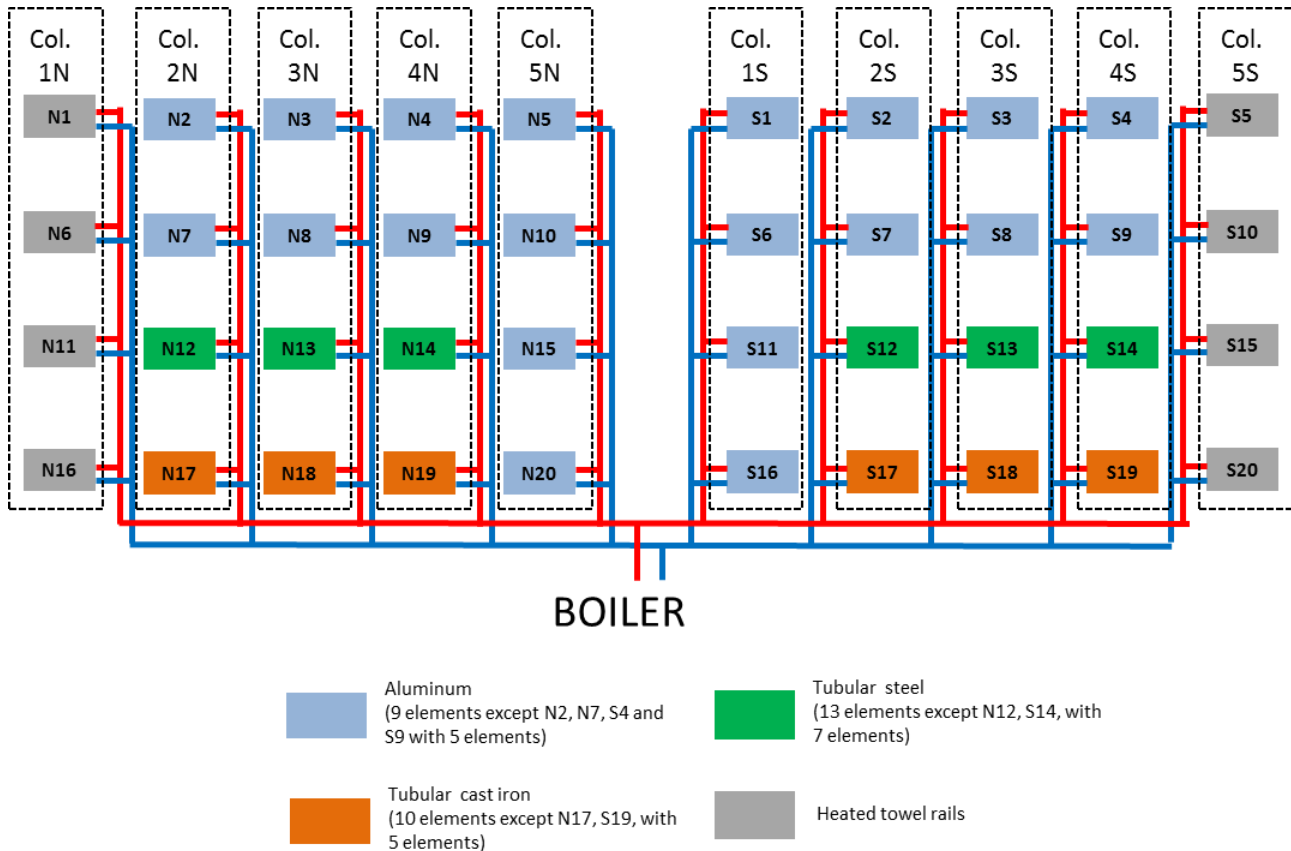 Col. Col. Col. Col. Col. Col. Col. Col. Col. Col.
1N 2N 3N 4N 5N 1S 2S 3S 4S 5S
N1 N2 N3 N4 N5 S1 S2 S3 S4 S5
N6 N7 N8 N9 N10 S6 S7 S8 S9 S10
N11 N12 N13 N14 N15 S11 S12 S13 S14 S15
N16 N17 N18 N19 N20 S16 S17 S18 S19 S20
BOILER
Aluminum
(9 elements except N2, N7, S4 and
S9 with 5 elements)
Tubular steel
(13 elements except N12, S14, with
7 elements)
Tubular cast iron
(10 elements except N17, S19, with
5 elements)
Heated towel rails